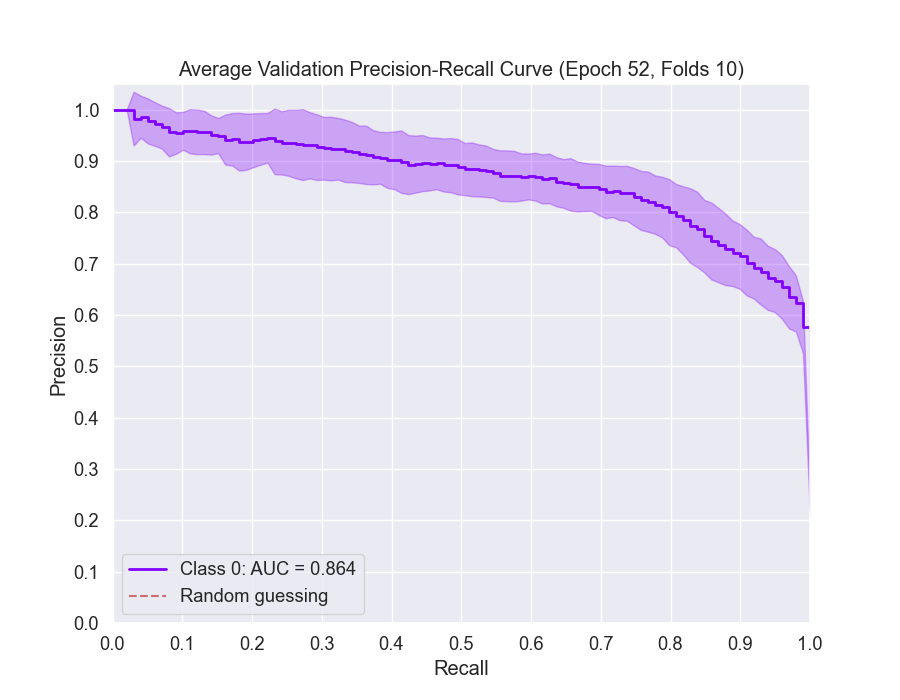 Average Validation Precision-Recall Curve (Epoch 52, Folds 10)
Precision
1.0
0.9
0.8
0.7
0.6
0.5
0.4
0.3
0.2
0.1
0.0
Class 0: AUC = 0.864
Random guessing
0.0 0.1 0.2 0.3 0.4 0.5 0.6 0.7 0.8 0.9 1.0
Recall